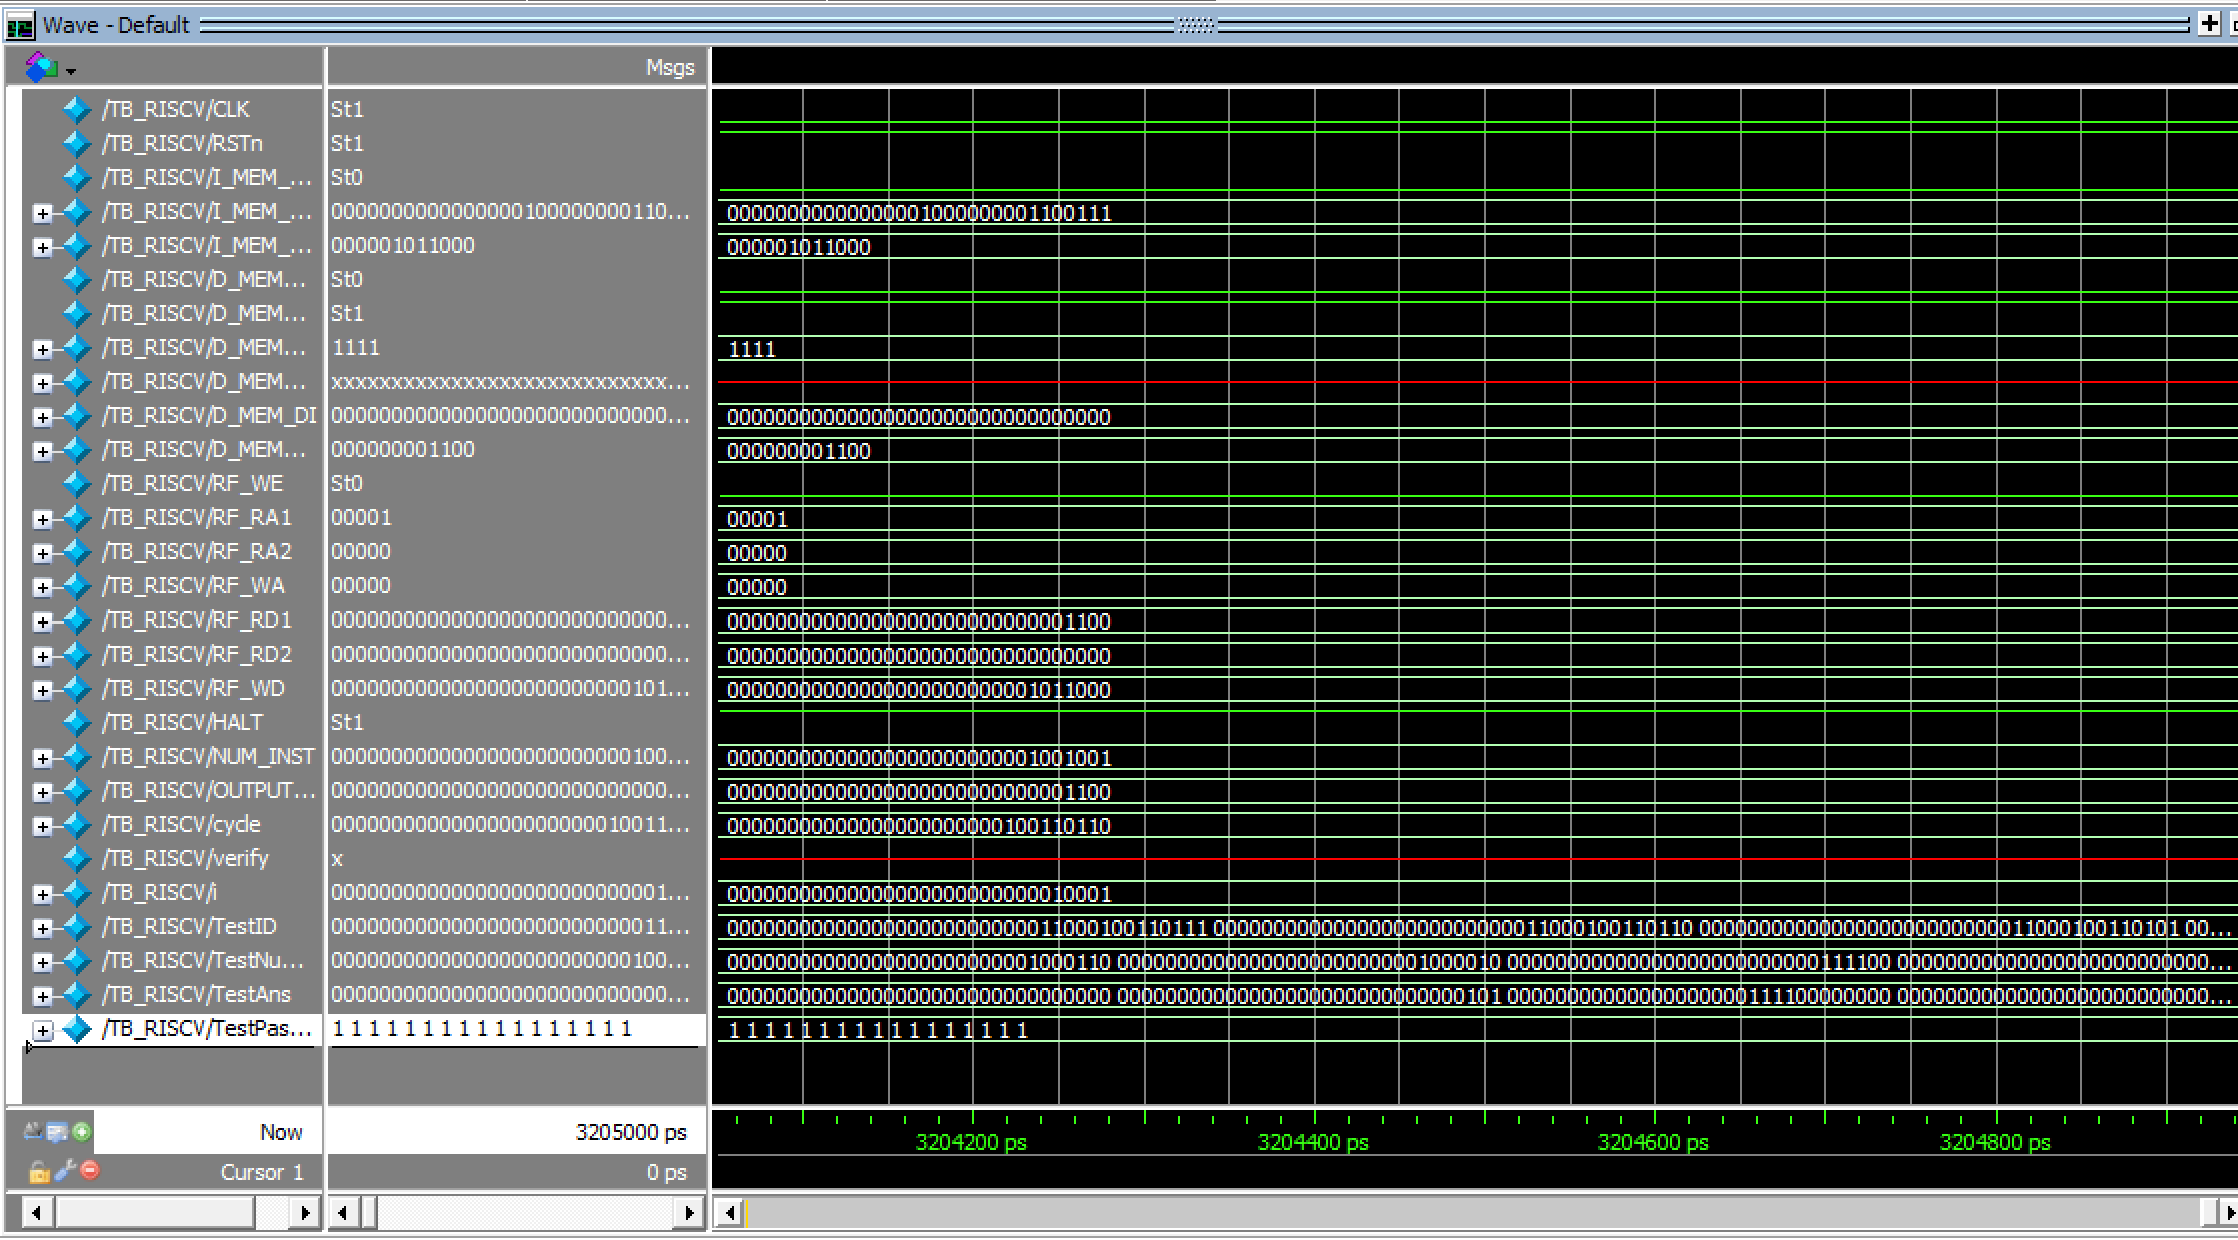 Wave - Default
Msgs
/TB_RISCV/CLK St1
/TB_RISCV/RSTn St1
/TB_RISCV/I_MEM_... St0
/TB_RISCV/I_MEM_... 0000000000000000100000000110... 00000000000000001000000001100111
/TB_RISCV/I_MEM_... 000001011000 000001011000
/TB_RISCV/D_MEM... St0
/TB_RISCV/D_MEM... St1
/TB_RISCV/D_MEM... 1111 1111
/TB_RISCV/D_MEM... xxxxxxxxxxxxxxxxxxxxxxxxxxxx...
/TB_RISCV/D_MEM_DI 0000000000000000000000000000... 00000000000000000000000000000000
/TB_RISCV/D_MEM... 000000001100 000000001100
/TB_RISCV/RF_WE St0
/TB_RISCV/RF_RA1 00001 00001
/TB_RISCV/RF_RA2 00000 00000
/TB_RISCV/RF_WA 00000 00000
/TB_RISCV/RF_RD1 0000000000000000000000000000... 00000000000000000000000000001100
/TB_RISCV/RF_RD2 0000000000000000000000000000... 00000000000000000000000000000000
/TB_RISCV/RF_WD 0000000000000000000000000101... 00000000000000000000000001011000
/TB_RISCV/HALT St1
/TB_RISCV/NUM_INST 0000000000000000000000000100... 00000000000000000000000001001001
/TB_RISCV/OUTPUT... 0000000000000000000000000000... 00000000000000000000000000001100
/TB_RISCV/cycle 0000000000000000000000010011... 00000000000000000000000100110110
/TB_RISCV/verify x
/TB_RISCV/i 0000000000000000000000000001... 00000000000000000000000000010001
/TB_RISCV/TestID 0000000000000000000000000011... 0000000000000000000000000011000100110111 0000000000000000000000000011000100110110 0000000000000000000000000011000100110101 00...
/TB_RISCV/TestNu... 0000000000000000000000000100... 00000000000000000000000001000110 00000000000000000000000001000010 00000000000000000000000000111100 00000000000000000000000000...
/TB_RISCV/TestAns 0000000000000000000000000000... 00000000000000000000000000000000 00000000000000000000000000000101 00000000000000000000111100000000 00000000000000000000000000...
/TB_RISCV/TestPas... 1 1 1 1 1 1 1 1 1 1 1 1 1 1 1 1 1 1 1 1 1 1 1 1 1 1 1 1 1 1 1 1 1 1
Now 3205000 ps 3204200 ps 3204400 ps 3204600 ps 3204800 ps
Cursor 1 0 ps